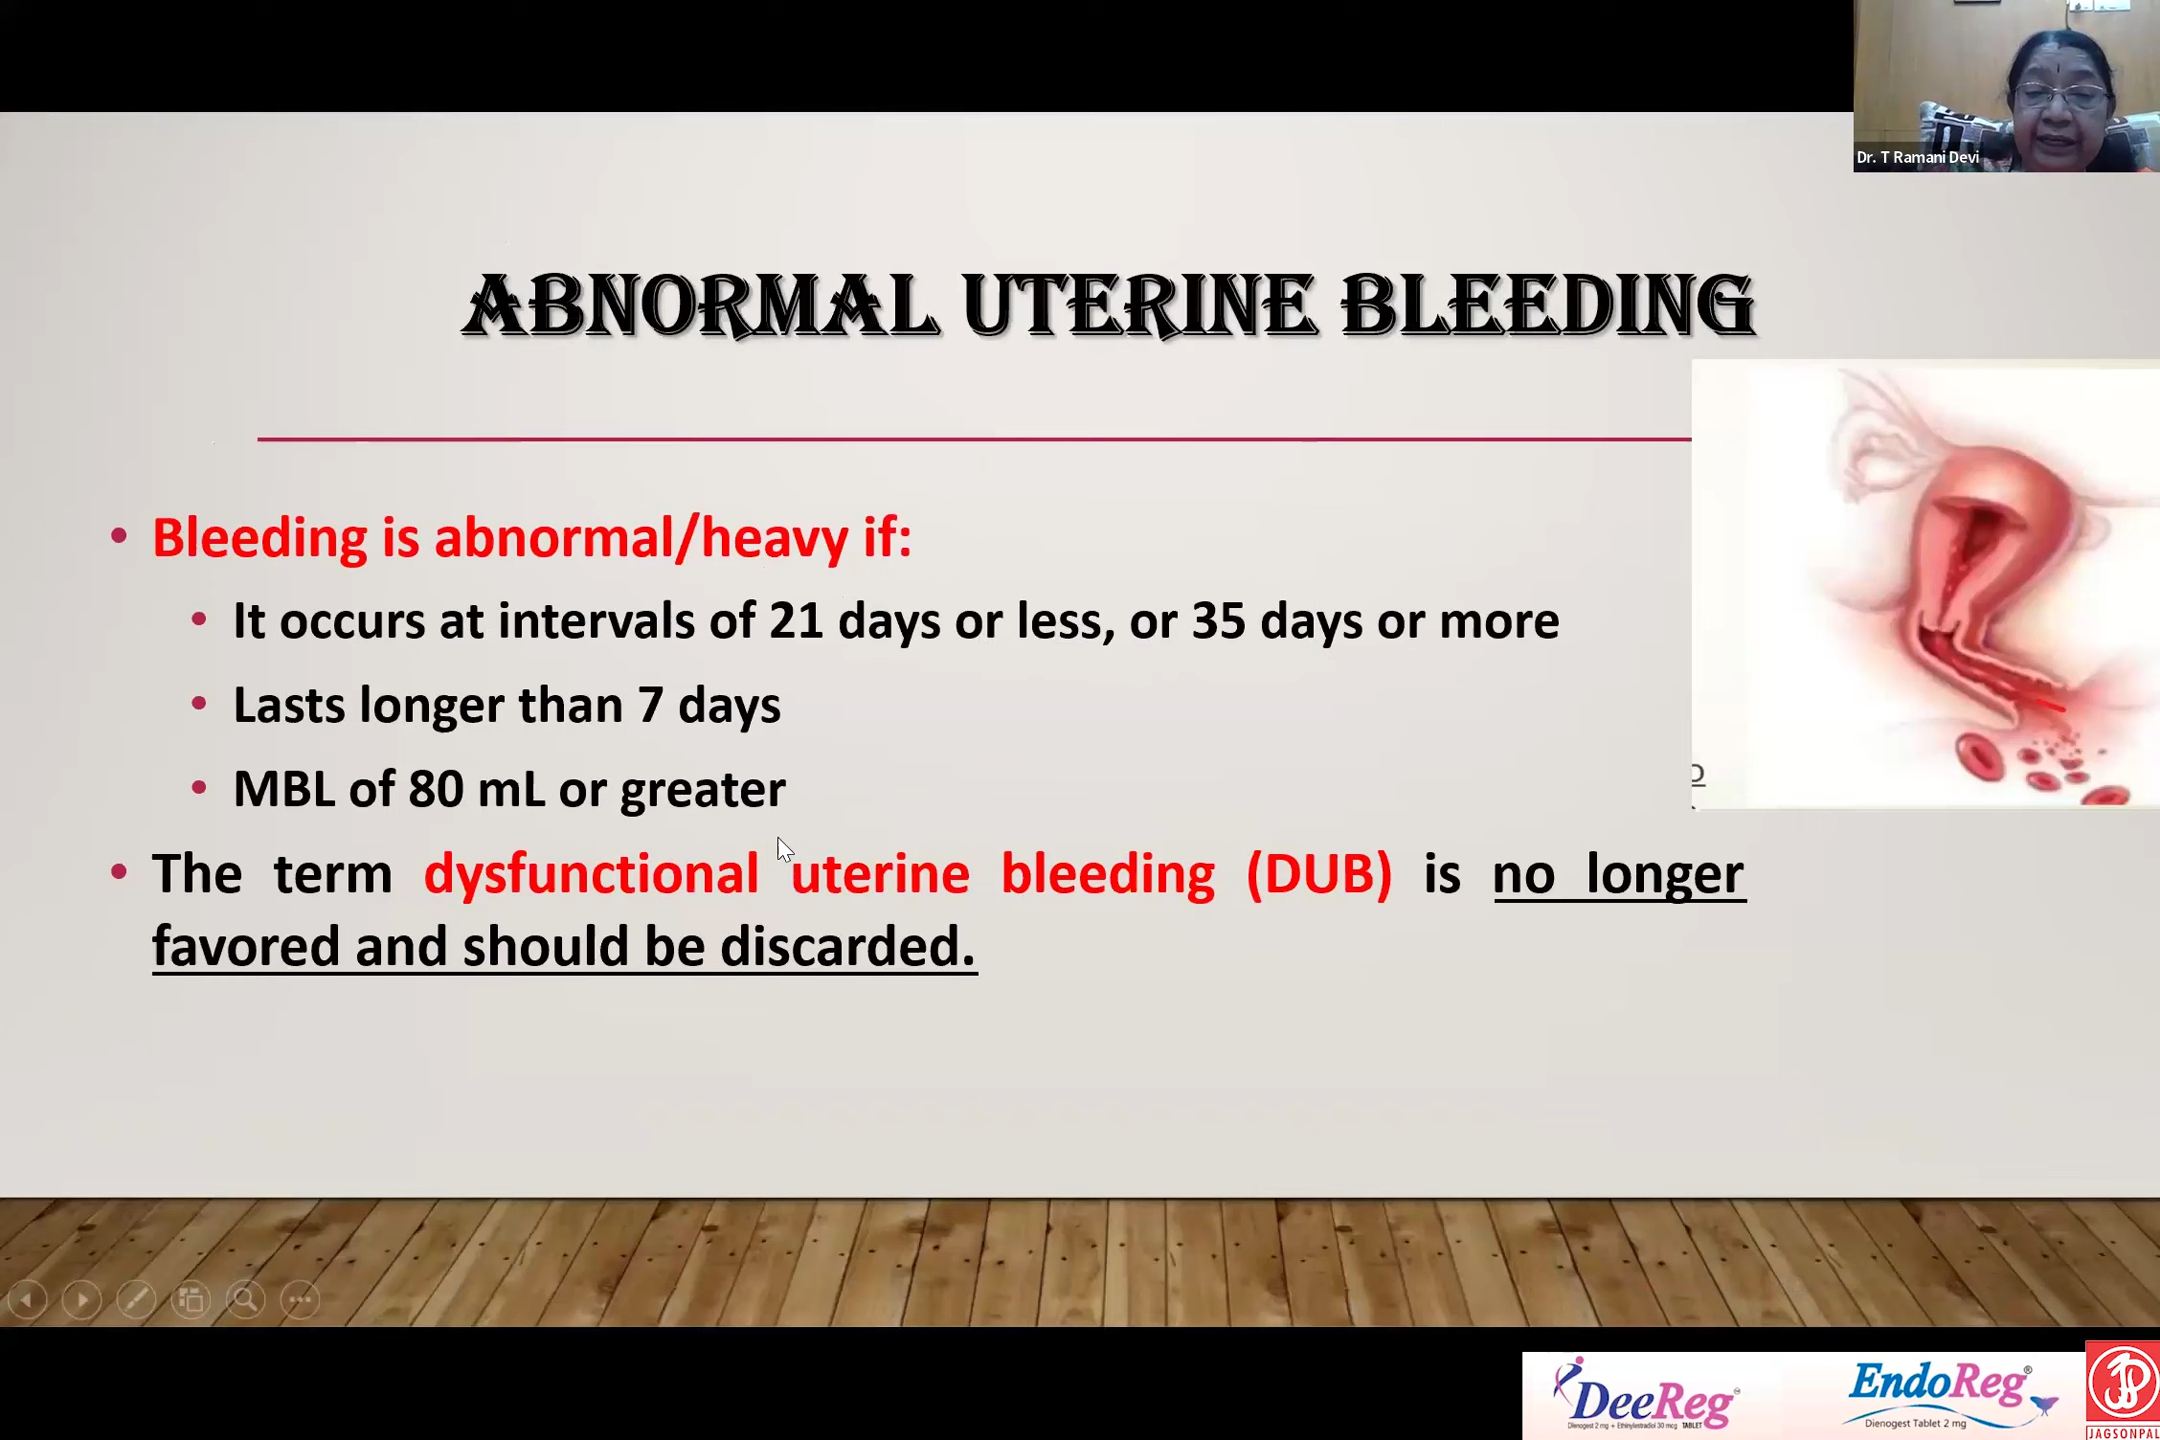 Dr. T Ramani Devi
ABNORMAL UTERINE BLEEDING
• Bleeding is abnormal/heavy if:
• It occurs at intervals of 21 days or less, or 35 days or more
• Lasts longer than 7 days
• MBL of 80 mL or greater
• The term dysfunctional uterine bleeding (DUB) is no longer
favored and should be discarded.
DeeReg™
Dienogest 2 mg + Ethinylestradiol 30 mcg TABLET
EndoReg®
Dienogest Tablet 2 mg
JAGSONPAL